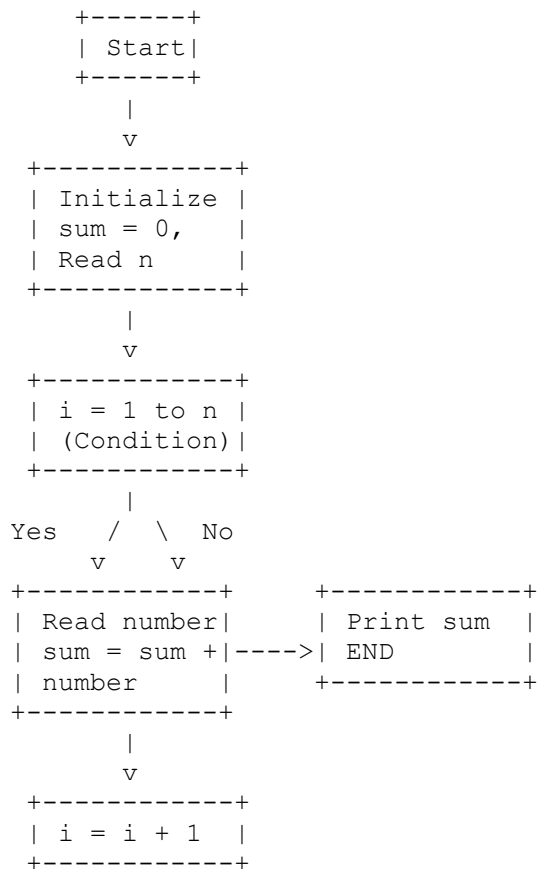 Start
Initialize
sum = 0,
Read n
i = 1 to n
(Condition)
Yes / \ No
v v
Read number
sum = sum +
number
---->
Print sum
END
i = i + 1